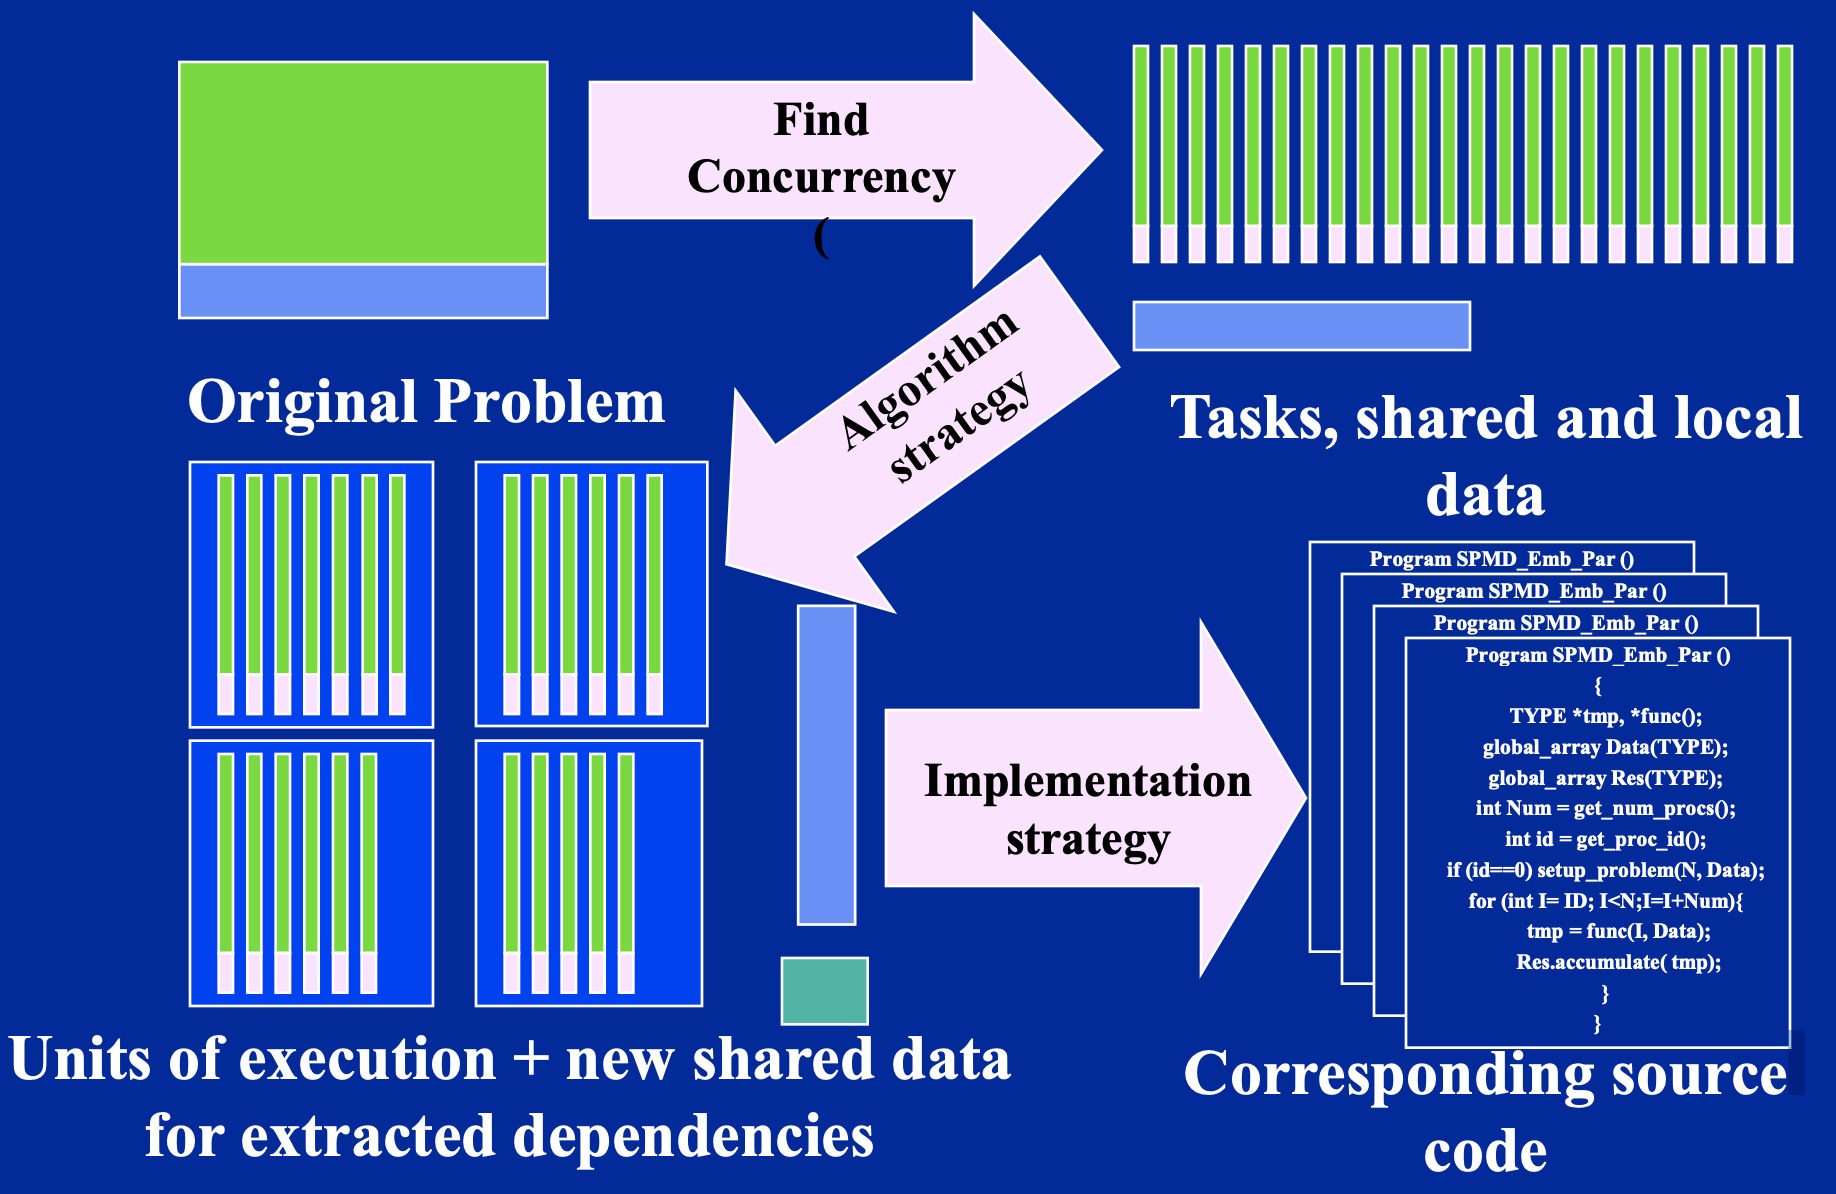 Find
Concurrency
(
Original Problem
Algorithm
strategy
Tasks, shared and local
data
Implementation
strategy
Program SPMD_Emb_Par ()
Program SPMD_Emb_Par ()
Program SPMD_Emb_Par ()
Program SPMD_Emb_Par ()
{
TYPE *tmp, *func();
global_array Data(TYPE);
global_array Res(TYPE);
int Num = get_num_procs();
int id = get_proc_id();
if (id==0) setup_problem(N, Data);
for (int I= ID; I<N;I=I+Num){
tmp = func(I, Data);
Res.accumulate( tmp);
}
}
Units of execution + new shared data
for extracted dependencies
Corresponding source
code